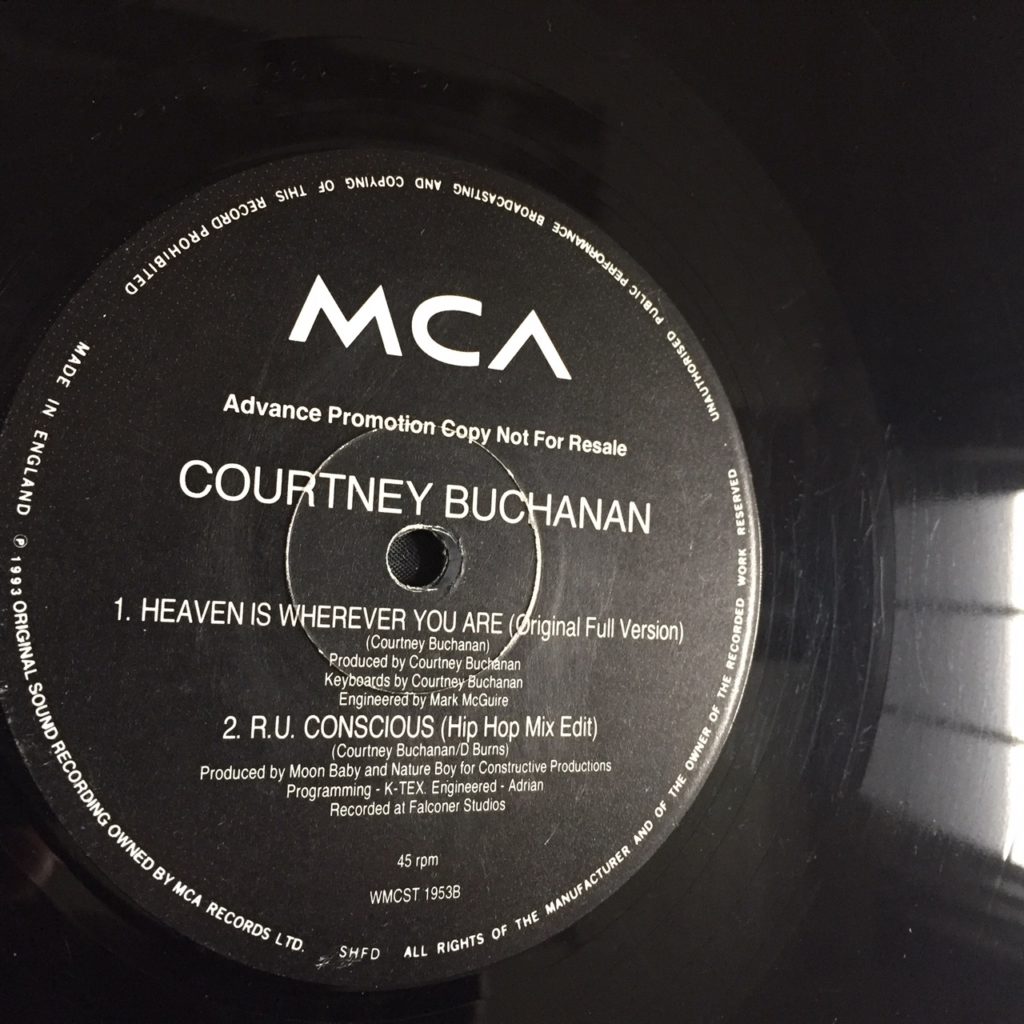 MCA
Advance Promotion Copy Not For Resale
COURTNEY BUCHANAN
1. HEAVEN IS WHEREVER YOU ARE (Original Full Version)
(Courtney Buchanan)
Produced by Courtney Buchanan
Keyboards by Courtney Buchanan
Engineered by Mark McGuire
2. R.U. CONSCIOUS (Hip Hop Mix Edit)
(Courtney Buchanan/D Burns)
Produced by Moon Baby and Nature Boy for Constructive Productions
Programming - K-TEX. Engineered - Adrian
Recorded at Falconer Studios
45 rpm
WMCST 1953B
MADE IN ENGLAND ℗ 1993 ORIGINAL SOUND RECORDING OWNED BY MCA RECORDS LTD.
SHFD
ALL RIGHTS OF THE MANUFACTURER AND OF THE OWNER OF THE RECORDED WORK RESERVED
UNAUTHORISED PUBLIC PERFORMANCE BROADCASTING AND COPYING OF THIS RECORD PROHIBITED